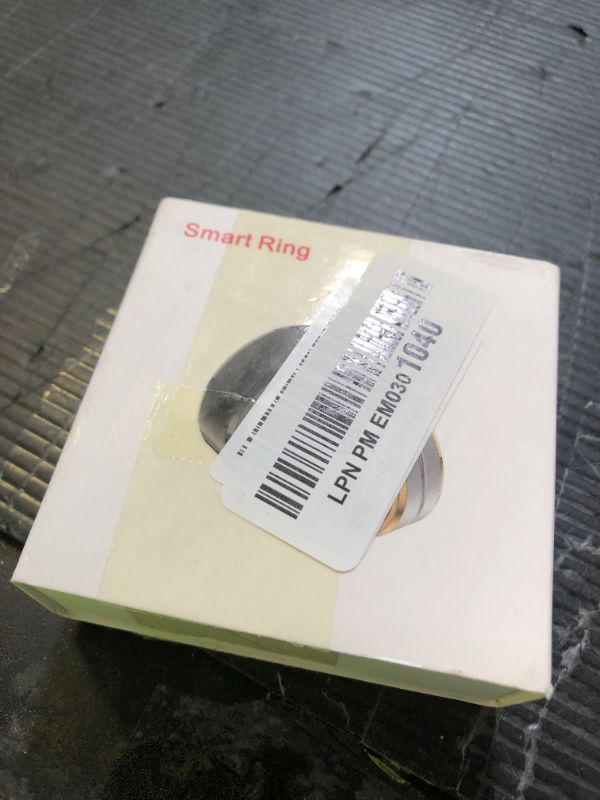 Smart Ring
LPN PM EM030 1040